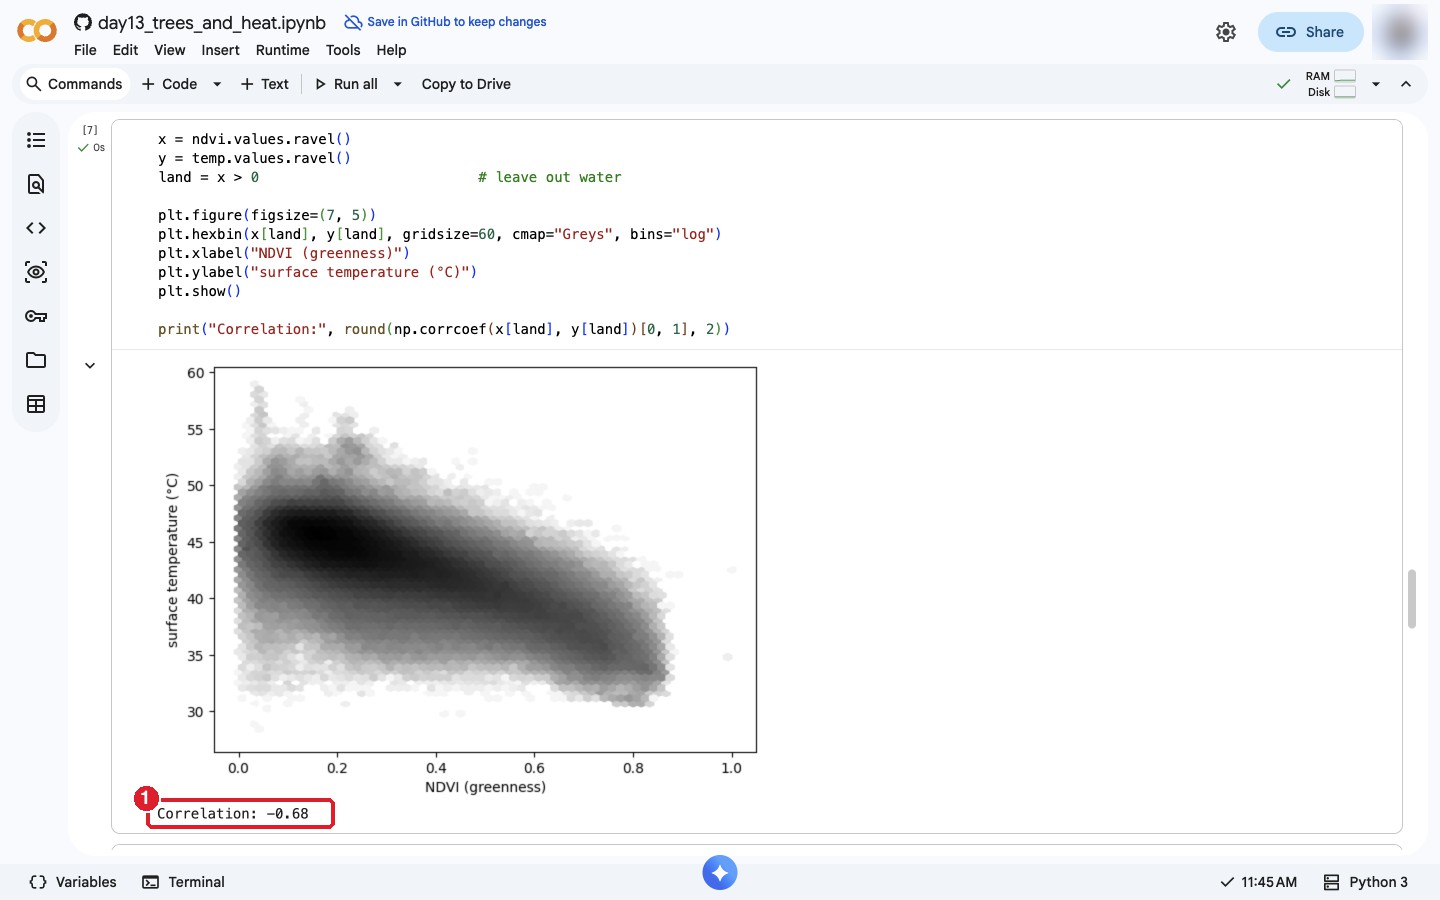 day13_trees_and_heat.ipynb
Save in GitHub to keep changes
File Edit View Insert Runtime Tools Help
Share
Commands + Code + Text Run all Copy to Drive
RAM
Disk
[7]
0s
x = ndvi.values.ravel()
y = temp.values.ravel()
land = x > 0 # leave out water
plt.figure(figsize=(7, 5))
plt.hexbin(x[land], y[land], gridsize=60, cmap="Greys", bins="log")
plt.xlabel("NDVI (greenness)")
plt.ylabel("surface temperature (°C)")
plt.show()
print("Correlation:", round(np.corrcoef(x[land], y[land])[0, 1], 2))
60
55
50
45
40
35
30
surface temperature (°C)
0.0 0.2 0.4 0.6 0.8 1.0
NDVI (greenness)
1
Correlation: -0.68
Variables Terminal
11:45 AM Python 3